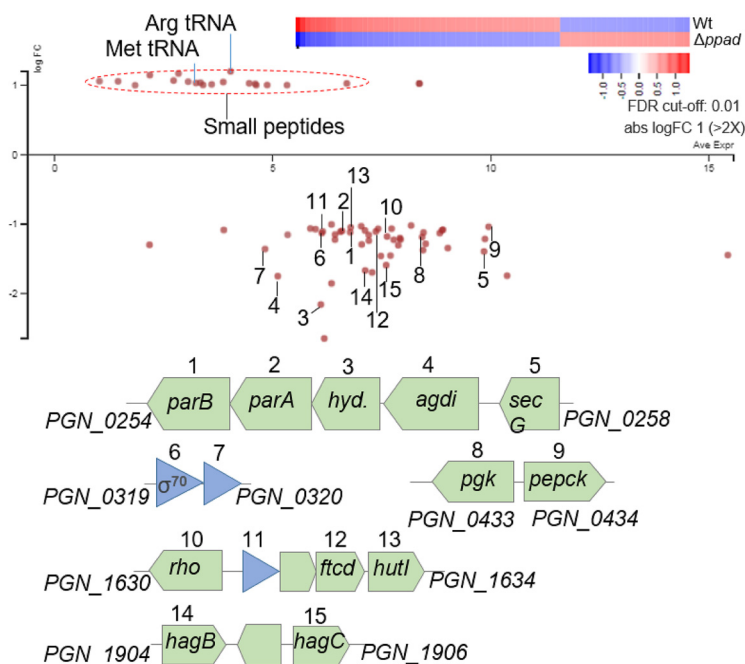 Arg tRNA
Met tRNA
Wt
Δppad
log FC
1
-1.0
-0.5
0.0
0.5
1.0
FDR cut-off: 0.01
abs logFC 1 (>2X)
Small peptides
Ave Expr
0
0
5
10
15
13
11
2
10
-1
6
1
9
7
8
5
4
14
15
-2
3
12
1
2
3
4
5
parB
parA
hyd.
agdi
sec
G
PGN_0254
PGN_0258
6
7
8
9
σ70
pgk
pepck
PGN_0319
PGN_0320
PGN_0433
PGN_0434
10
11
12
13
rho
ftcd
hutI
PGN_1630
PGN_1634
14
15
hagB
hagC
PGN_1904
PGN_1906